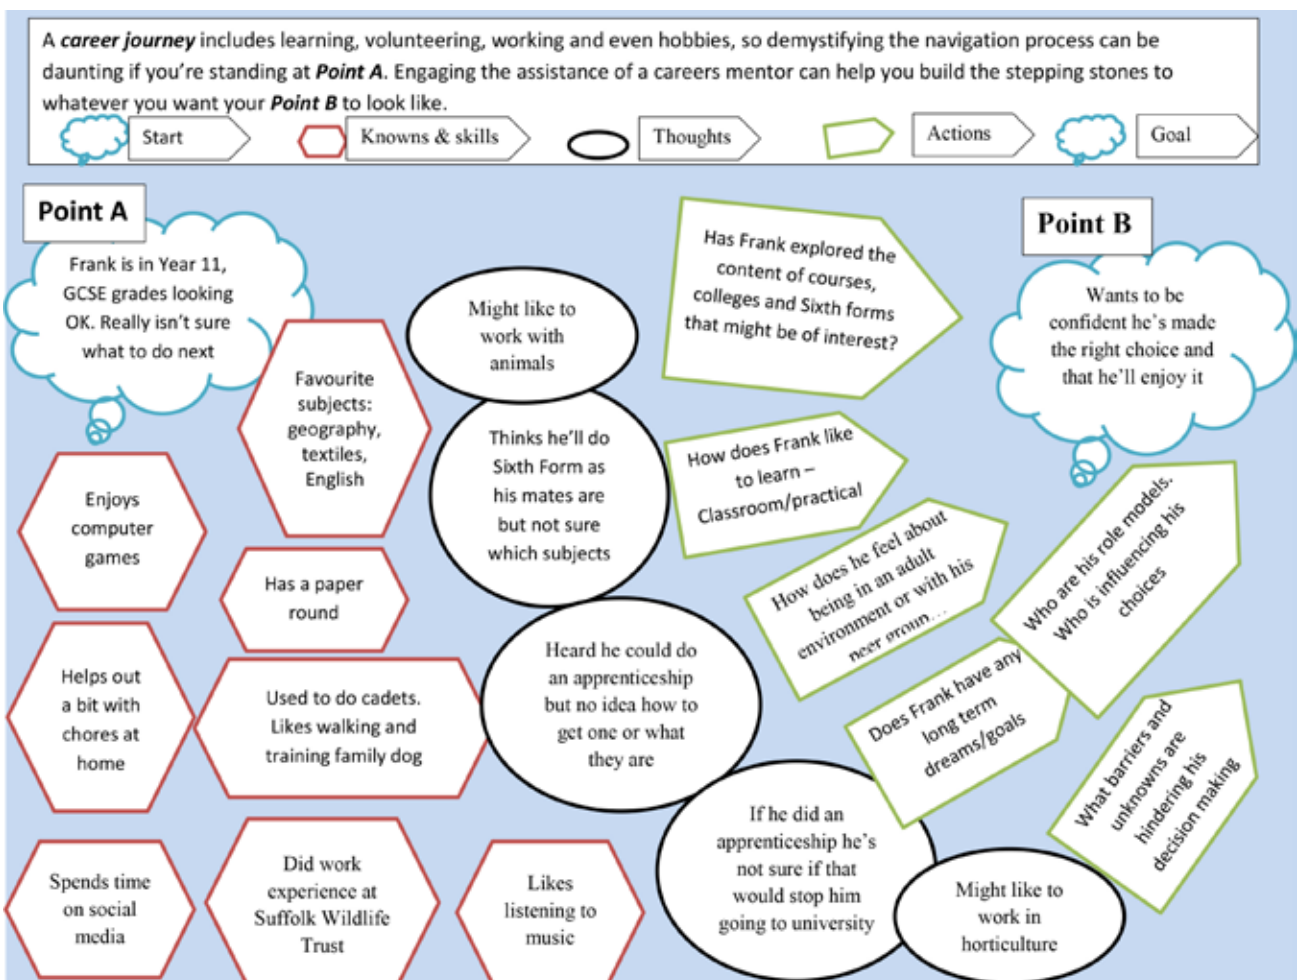 A career journey includes learning, volunteering, working and even hobbies, so demystifying the navigation process can be
daunting if you're standing at Point A. Engaging the assistance of a careers mentor can help you build the stepping stones to
whatever you want your Point B to look like.
Start
Knowns & skills
Thoughts
Actions
Goal
Point A
Frank is in Year 11,
GCSE grades looking
OK. Really isn't sure
what to do next
Favourite
subjects:
geography,
textiles,
English
Enjoys
computer
games
Has a paper
round
Helps out
a bit with
chores at
home
Used to do cadets.
Likes walking and
training family dog
Spends time
on social
media
Did work
experience at
Suffolk Wildlife
Trust
Likes
listening to
music
Might like to
work with
animals
Thinks he'll do
Sixth Form as
his mates are
but not sure
which subjects
Heard he could do
an apprenticeship
but no idea how to
get one or what
they are
If he did an
apprenticeship he's
not sure if that
would stop him
going to university
Might like to
work in
horticulture
Has Frank explored the
content of courses,
colleges and Sixth forms
that might be of interest?
How does Frank like
to learn –
Classroom/practical
How does he feel about
being in an adult
environment or with his
peer group…
Does Frank have any
long term
dreams/goals
Who are his role models.
Who is influencing his
choices
What barriers and
unknowns are
hindering his
decision making
Point B
Wants to be
confident he's made
the right choice and
that he'll enjoy it